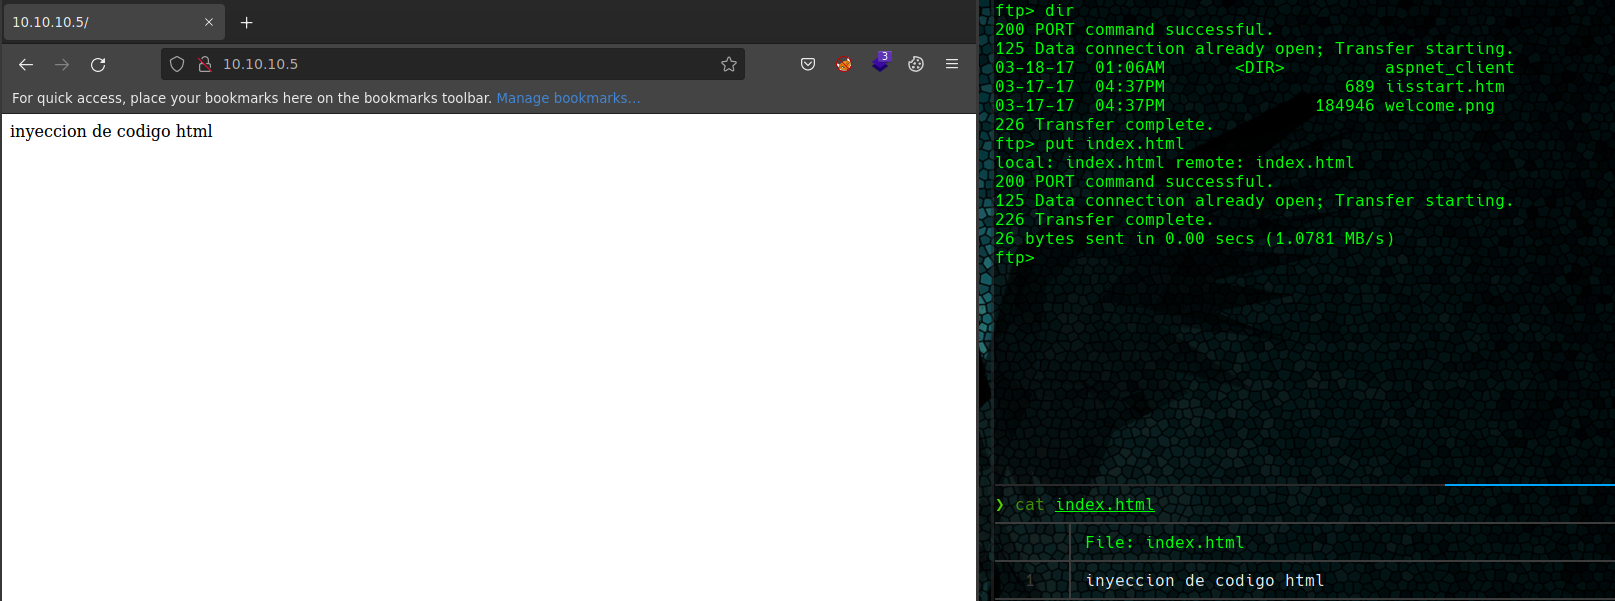 10.10.10.5/
10.10.10.5
3
For quick access, place your bookmarks here on the bookmarks toolbar. Manage bookmarks...
inyeccion de codigo html
ftp> dir
200 PORT command successful.
125 Data connection already open; Transfer starting.
03-18-17  01:06AM       <DIR>          aspnet_client
03-17-17  04:37PM                  689 iisstart.htm
03-17-17  04:37PM               184946 welcome.png
226 Transfer complete.
ftp> put index.html
local: index.html remote: index.html
200 PORT command successful.
125 Data connection already open; Transfer starting.
226 Transfer complete.
26 bytes sent in 0.00 secs (1.0781 MB/s)
ftp>
❯ cat index.html
File: index.html
1 inyeccion de codigo html